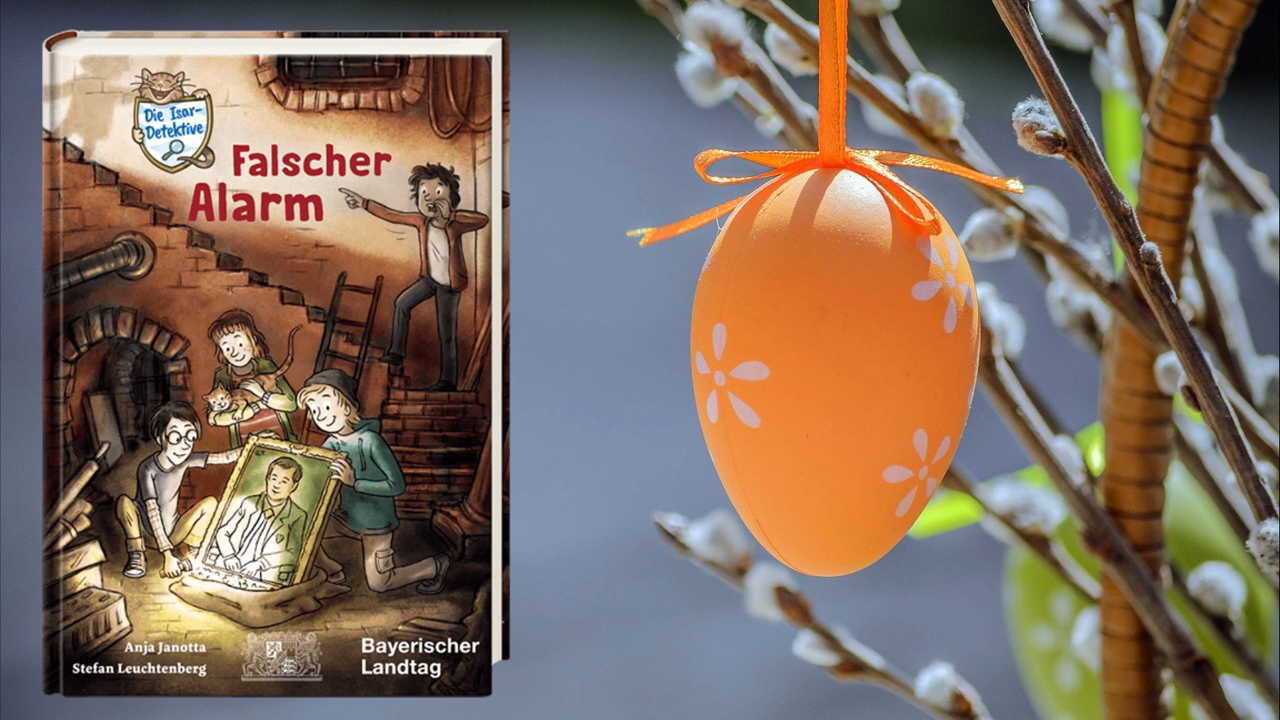 Die Isar-
Detektive
Falscher
Alarm
Anja Janotta
Stefan Leuchtenberg
Bayerischer
Landtag